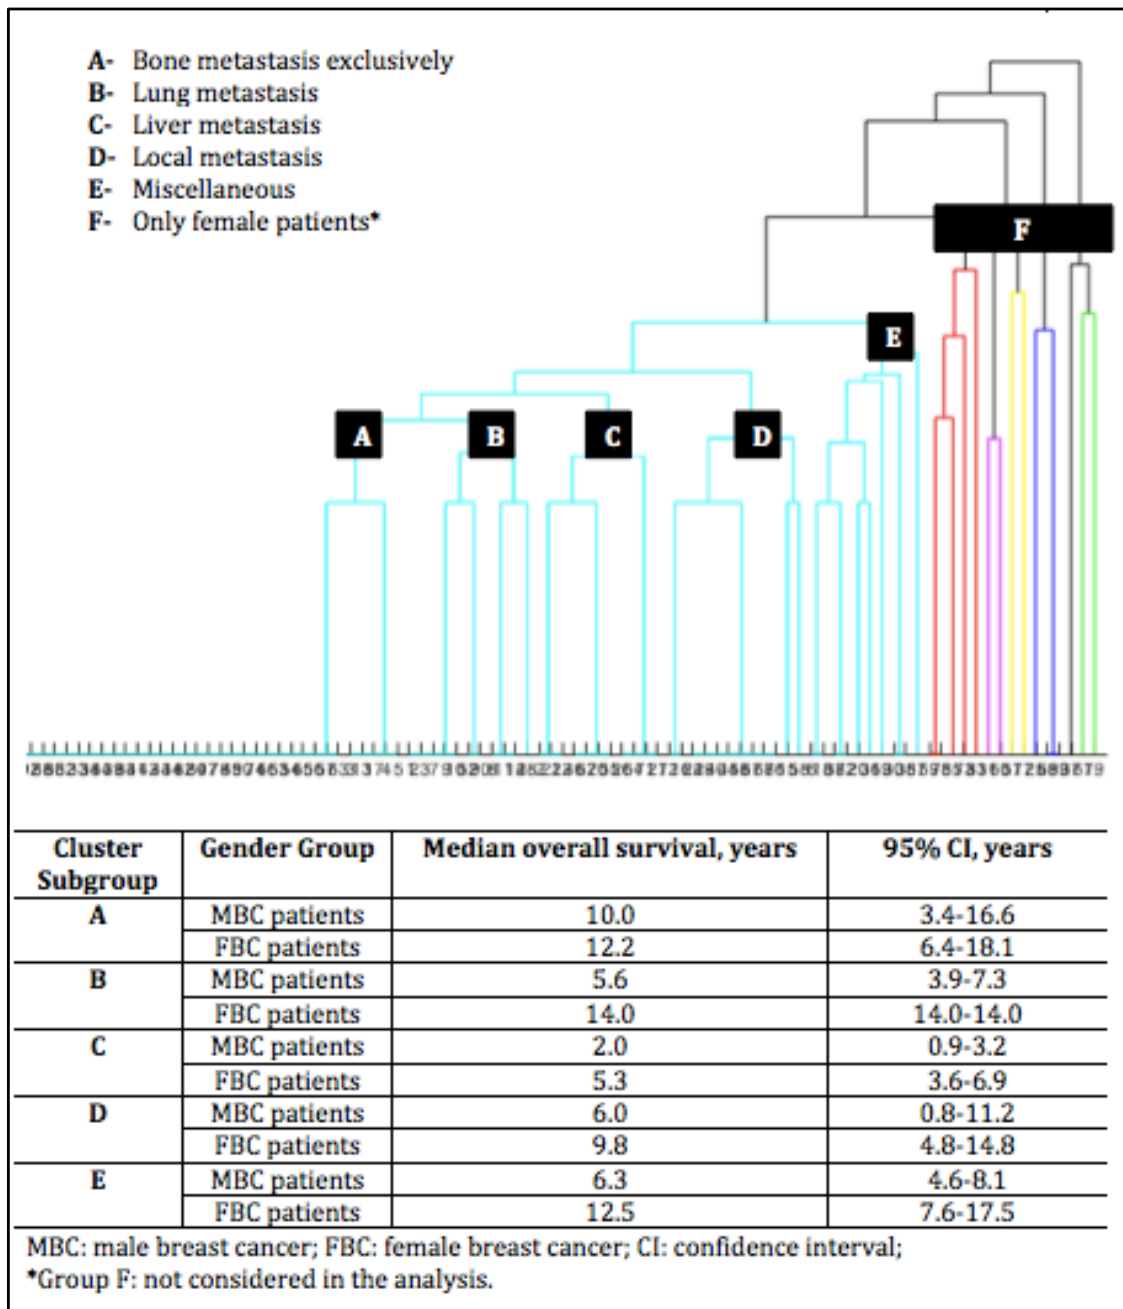 A- Bone metastasis exclusively
B- Lung metastasis
C- Liver metastasis
D- Local metastasis
E- Miscellaneous
F- Only female patients*
F
E
A B C D
Cluster Subgroup Gender Group Median overall survival, years 95% CI, years
A MBC patients 10.0 3.4-16.6
FBC patients 12.2 6.4-18.1
B MBC patients 5.6 3.9-7.3
FBC patients 14.0 14.0-14.0
C MBC patients 2.0 0.9-3.2
FBC patients 5.3 3.6-6.9
D MBC patients 6.0 0.8-11.2
FBC patients 9.8 4.8-14.8
E MBC patients 6.3 4.6-8.1
FBC patients 12.5 7.6-17.5
MBC: male breast cancer; FBC: female breast cancer; CI: confidence interval;
*Group F: not considered in the analysis.